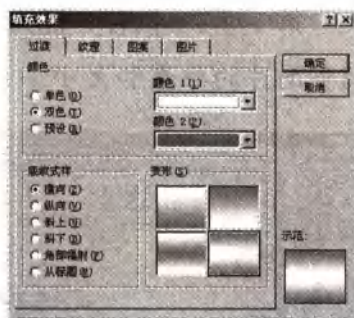 填充效果
过滤 纹理 图案 图片
颜色
单色(O)
双色(T)
预设(R)
颜色 1(1)
颜色 2(2)
底纹式样
横向(Z)
纵向(V)
斜上(U)
斜下(D)
角部辐射(F)
从标题(M)
变形(S)
确定
取消
示范: